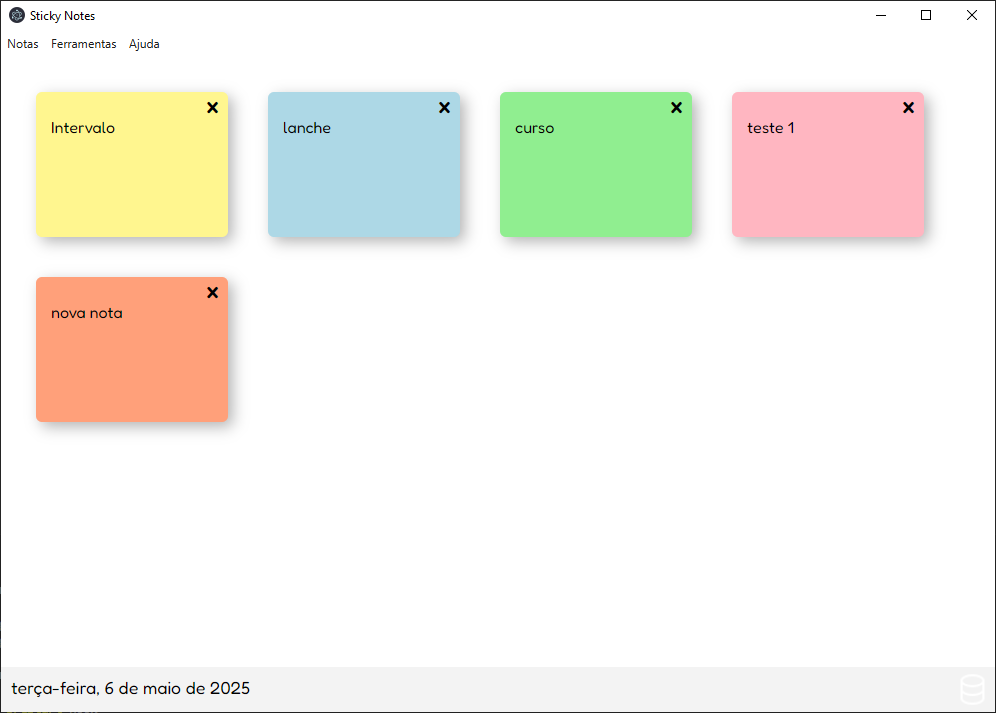 Sticky Notes
Notas Ferramentas Ajuda
Intervalo
lanche
curso
teste 1
nova nota
terça-feira, 6 de maio de 2025